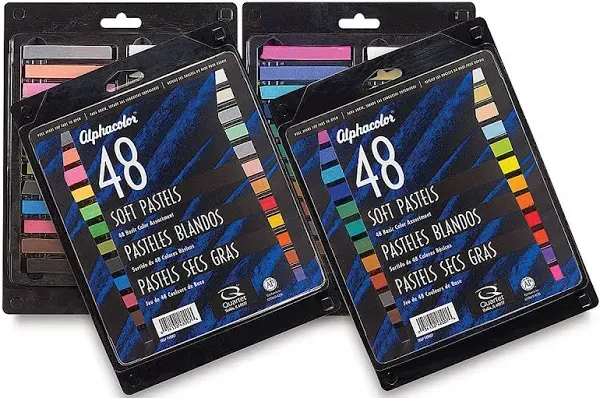 Alphacolor
48
SOFT PASTELS
48 Basic Color Assortment
PASTELES BLANDOS
Surtido de 48 Colores Básicos
PASTELS SECS GRAS
Jeu de 48 Couleurs de Base
Quartet
AP
Alphacolor
48
SOFT PASTELS
48 Basic Color Assortment
PASTELES BLANDOS
Surtido de 48 Colores Básicos
PASTELS SECS GRAS
Jeu de 48 Couleurs de Base
Quartet
AP